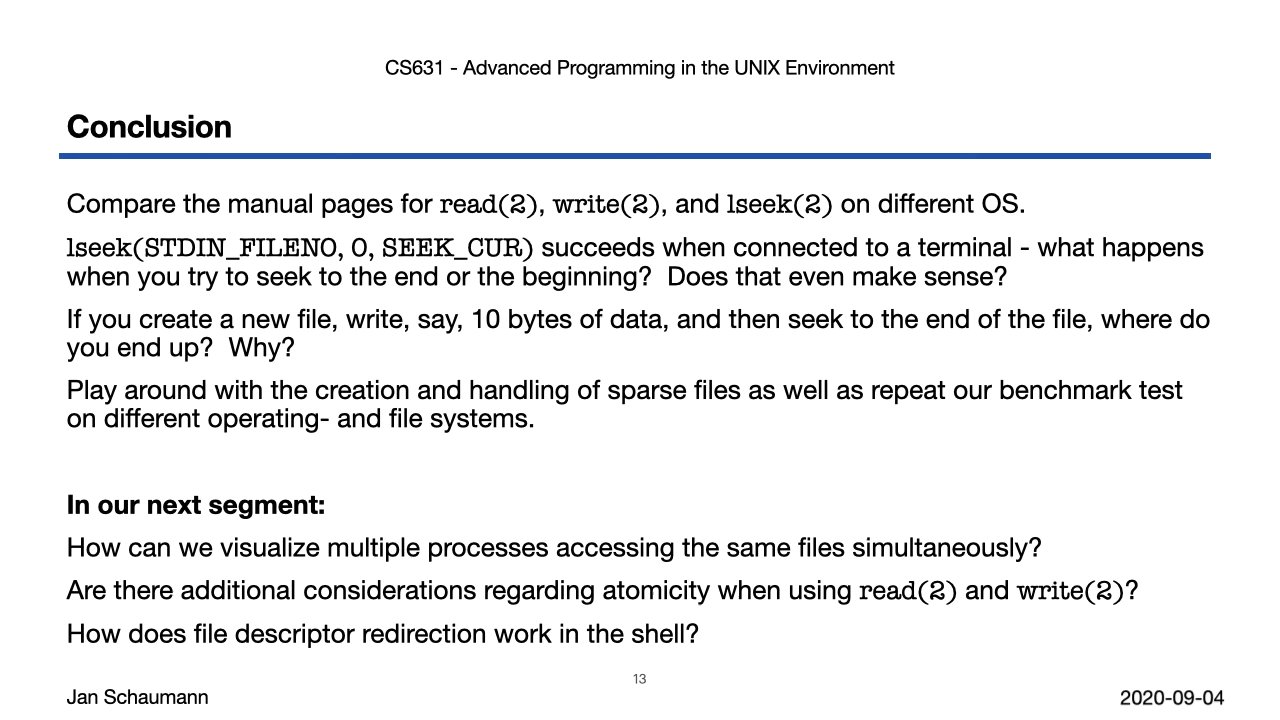 CS631 - Advanced Programming in the UNIX Environment
Conclusion
Compare the manual pages for read(2), write(2), and lseek(2) on different OS.
lseek(STDIN_FILENO, 0, SEEK_CUR) succeeds when connected to a terminal - what happens
when you try to seek to the end or the beginning?  Does that even make sense?
If you create a new file, write, say, 10 bytes of data, and then seek to the end of the file, where do
you end up?  Why?
Play around with the creation and handling of sparse files as well as repeat our benchmark test
on different operating- and file systems.
In our next segment:
How can we visualize multiple processes accessing the same files simultaneously?
Are there additional considerations regarding atomicity when using read(2) and write(2)?
How does file descriptor redirection work in the shell?
13
Jan Schaumann
2020-09-04